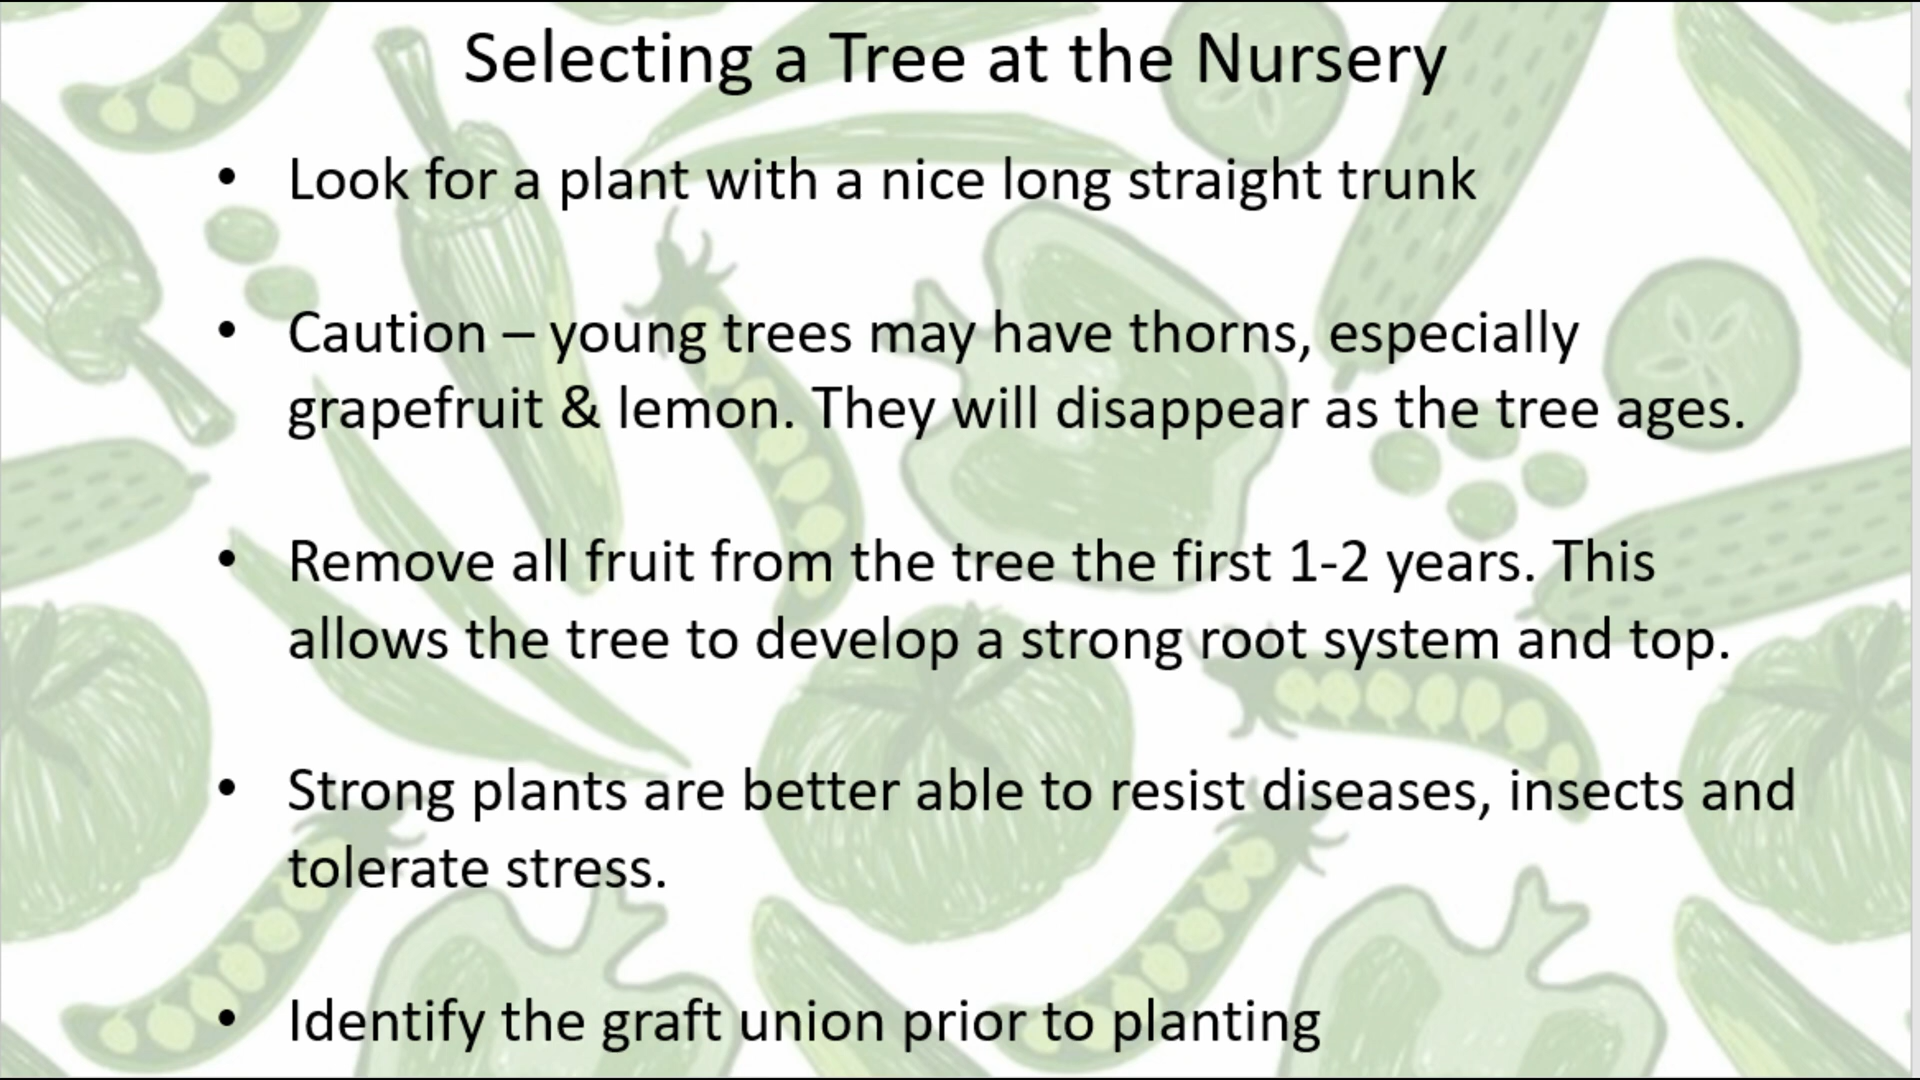 Selecting a Tree at the Nursery
• Look for a plant with a nice long straight trunk
• Caution – young trees may have thorns, especially
grapefruit & lemon. They will disappear as the tree ages.
• Remove all fruit from the tree the first 1-2 years. This
allows the tree to develop a strong root system and top.
• Strong plants are better able to resist diseases, insects and
tolerate stress.
• Identify the graft union prior to planting